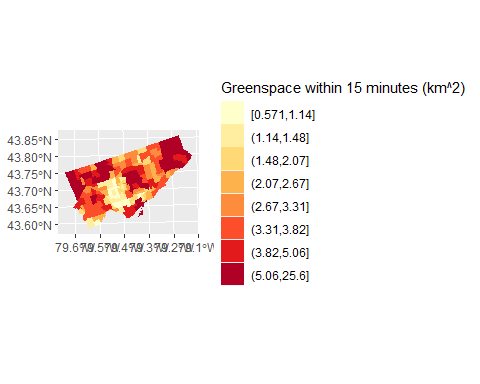 Greenspace within 15 minutes (km^2)
[0.571,1.14]
(1.14,1.48]
(1.48,2.07]
(2.07,2.67]
(2.67,3.31]
(3.31,3.82]
(3.82,5.06]
(5.06,25.6]
43.85°N
43.80°N
43.75°N
43.70°N
43.65°N
43.60°N